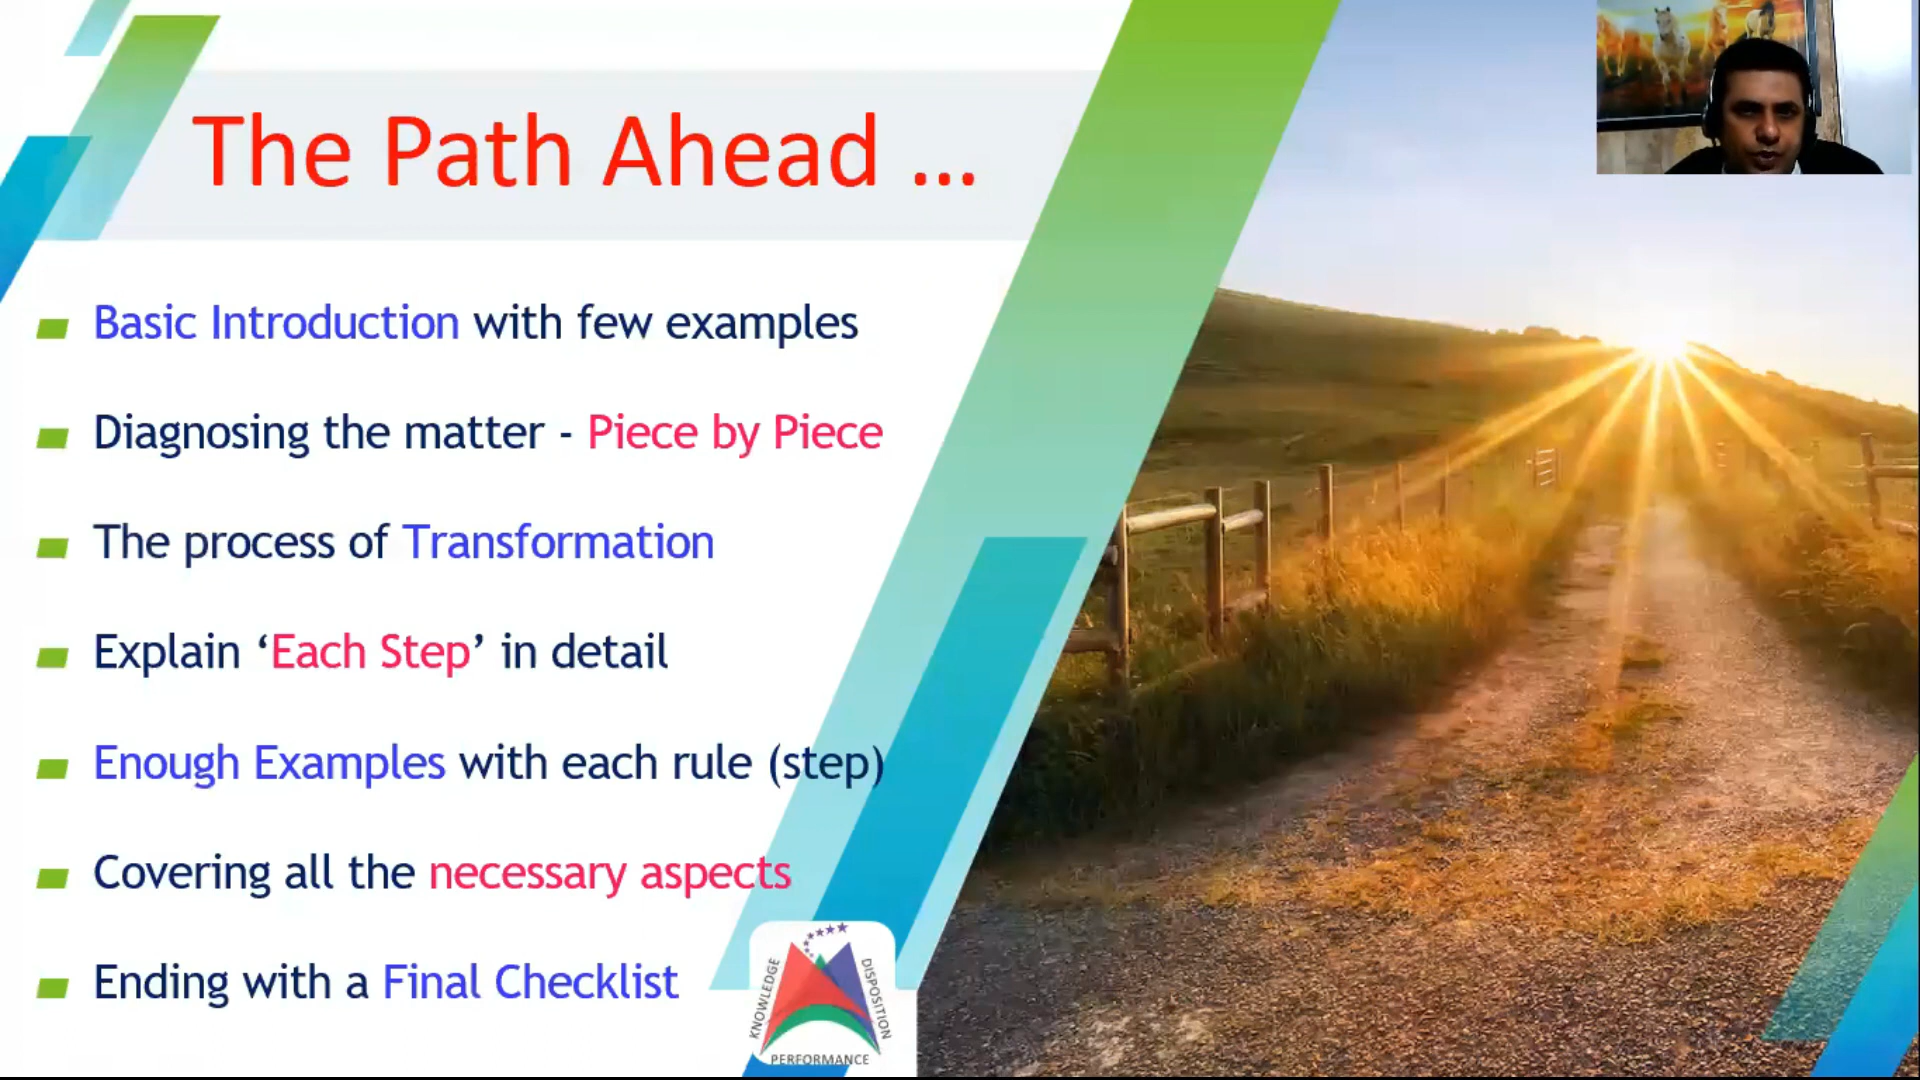 The Path Ahead ...
Basic Introduction with few examples
Diagnosing the matter - Piece by Piece
The process of Transformation
Explain ‘Each Step’ in detail
Enough Examples with each rule (step)
Covering all the necessary aspects
Ending with a Final Checklist
KNOWLEDGE
DISPOSITION
PERFORMANCE